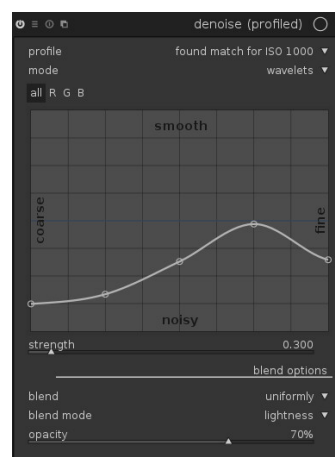 denoise (profiled)
profile found match for ISO 1000
mode wavelets
all R G B
smooth
coarse
fine
noisy
strength 0.300
blend options
blend uniformly
blend mode lightness
opacity 70%